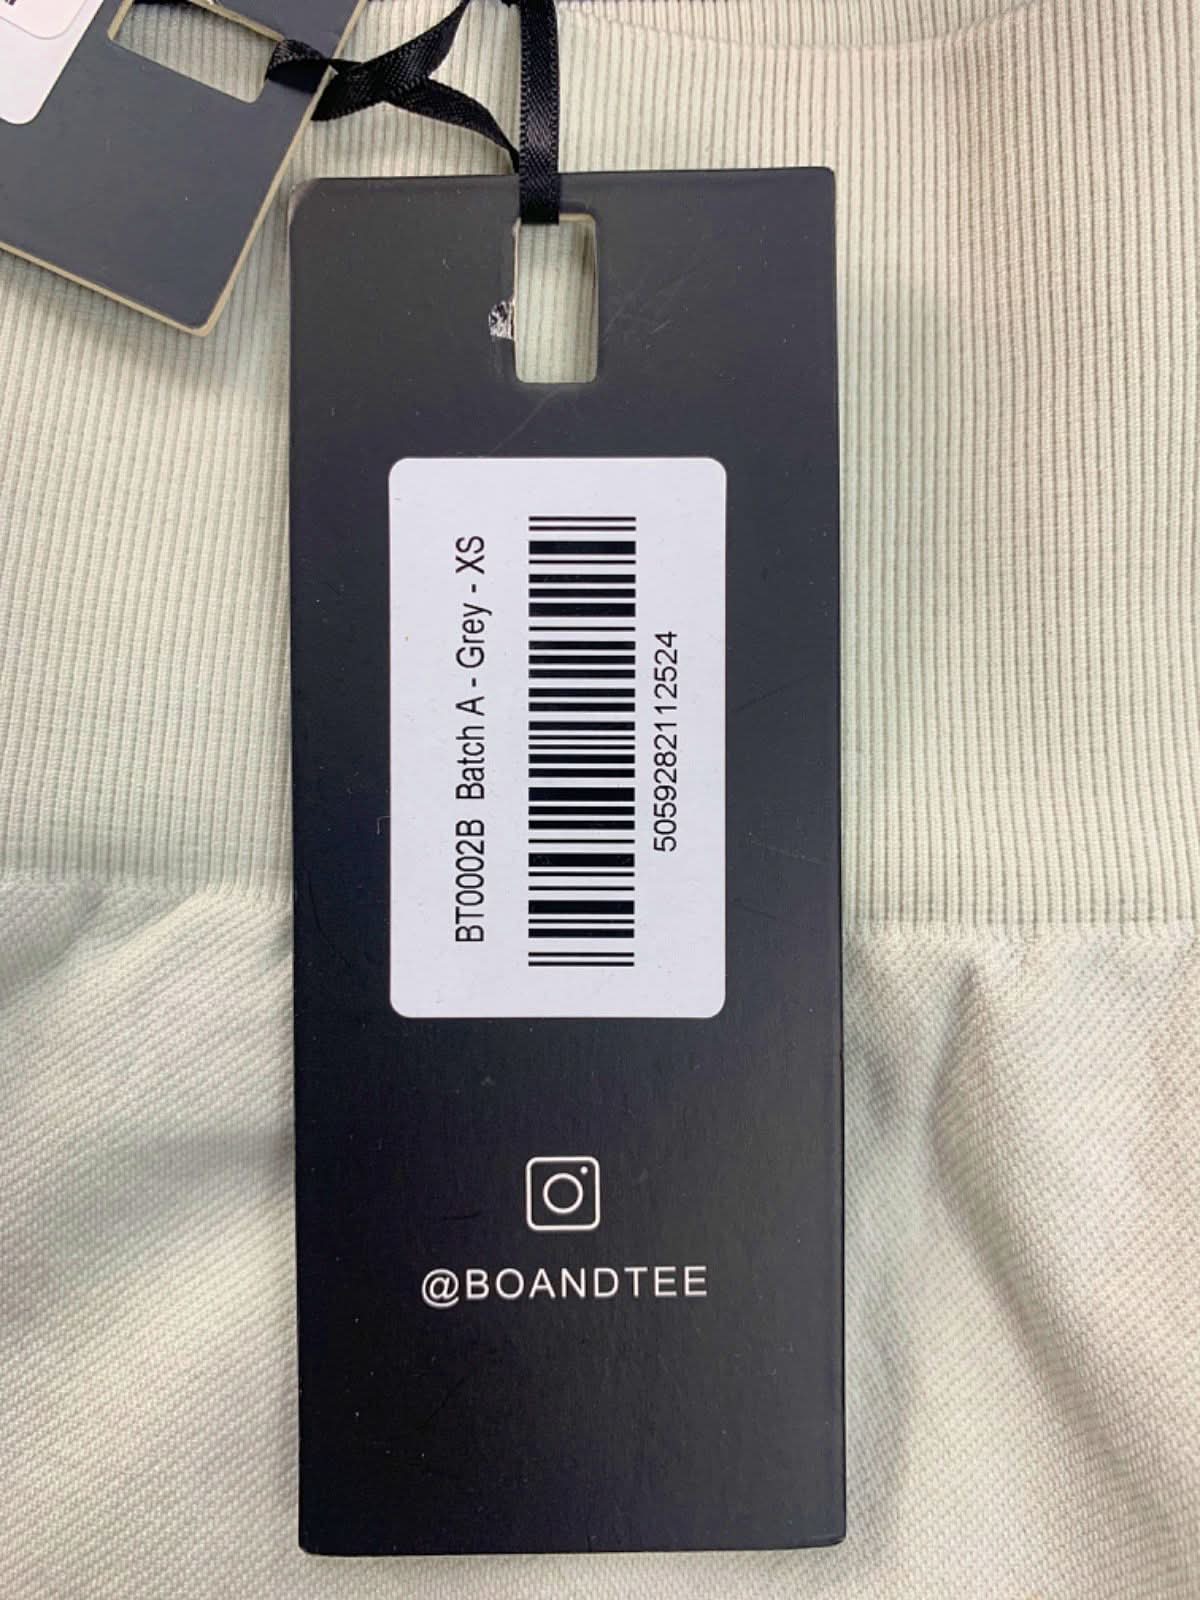 BT0002B Batch A - Grey - XS
5059282112524
@BOANDTEE